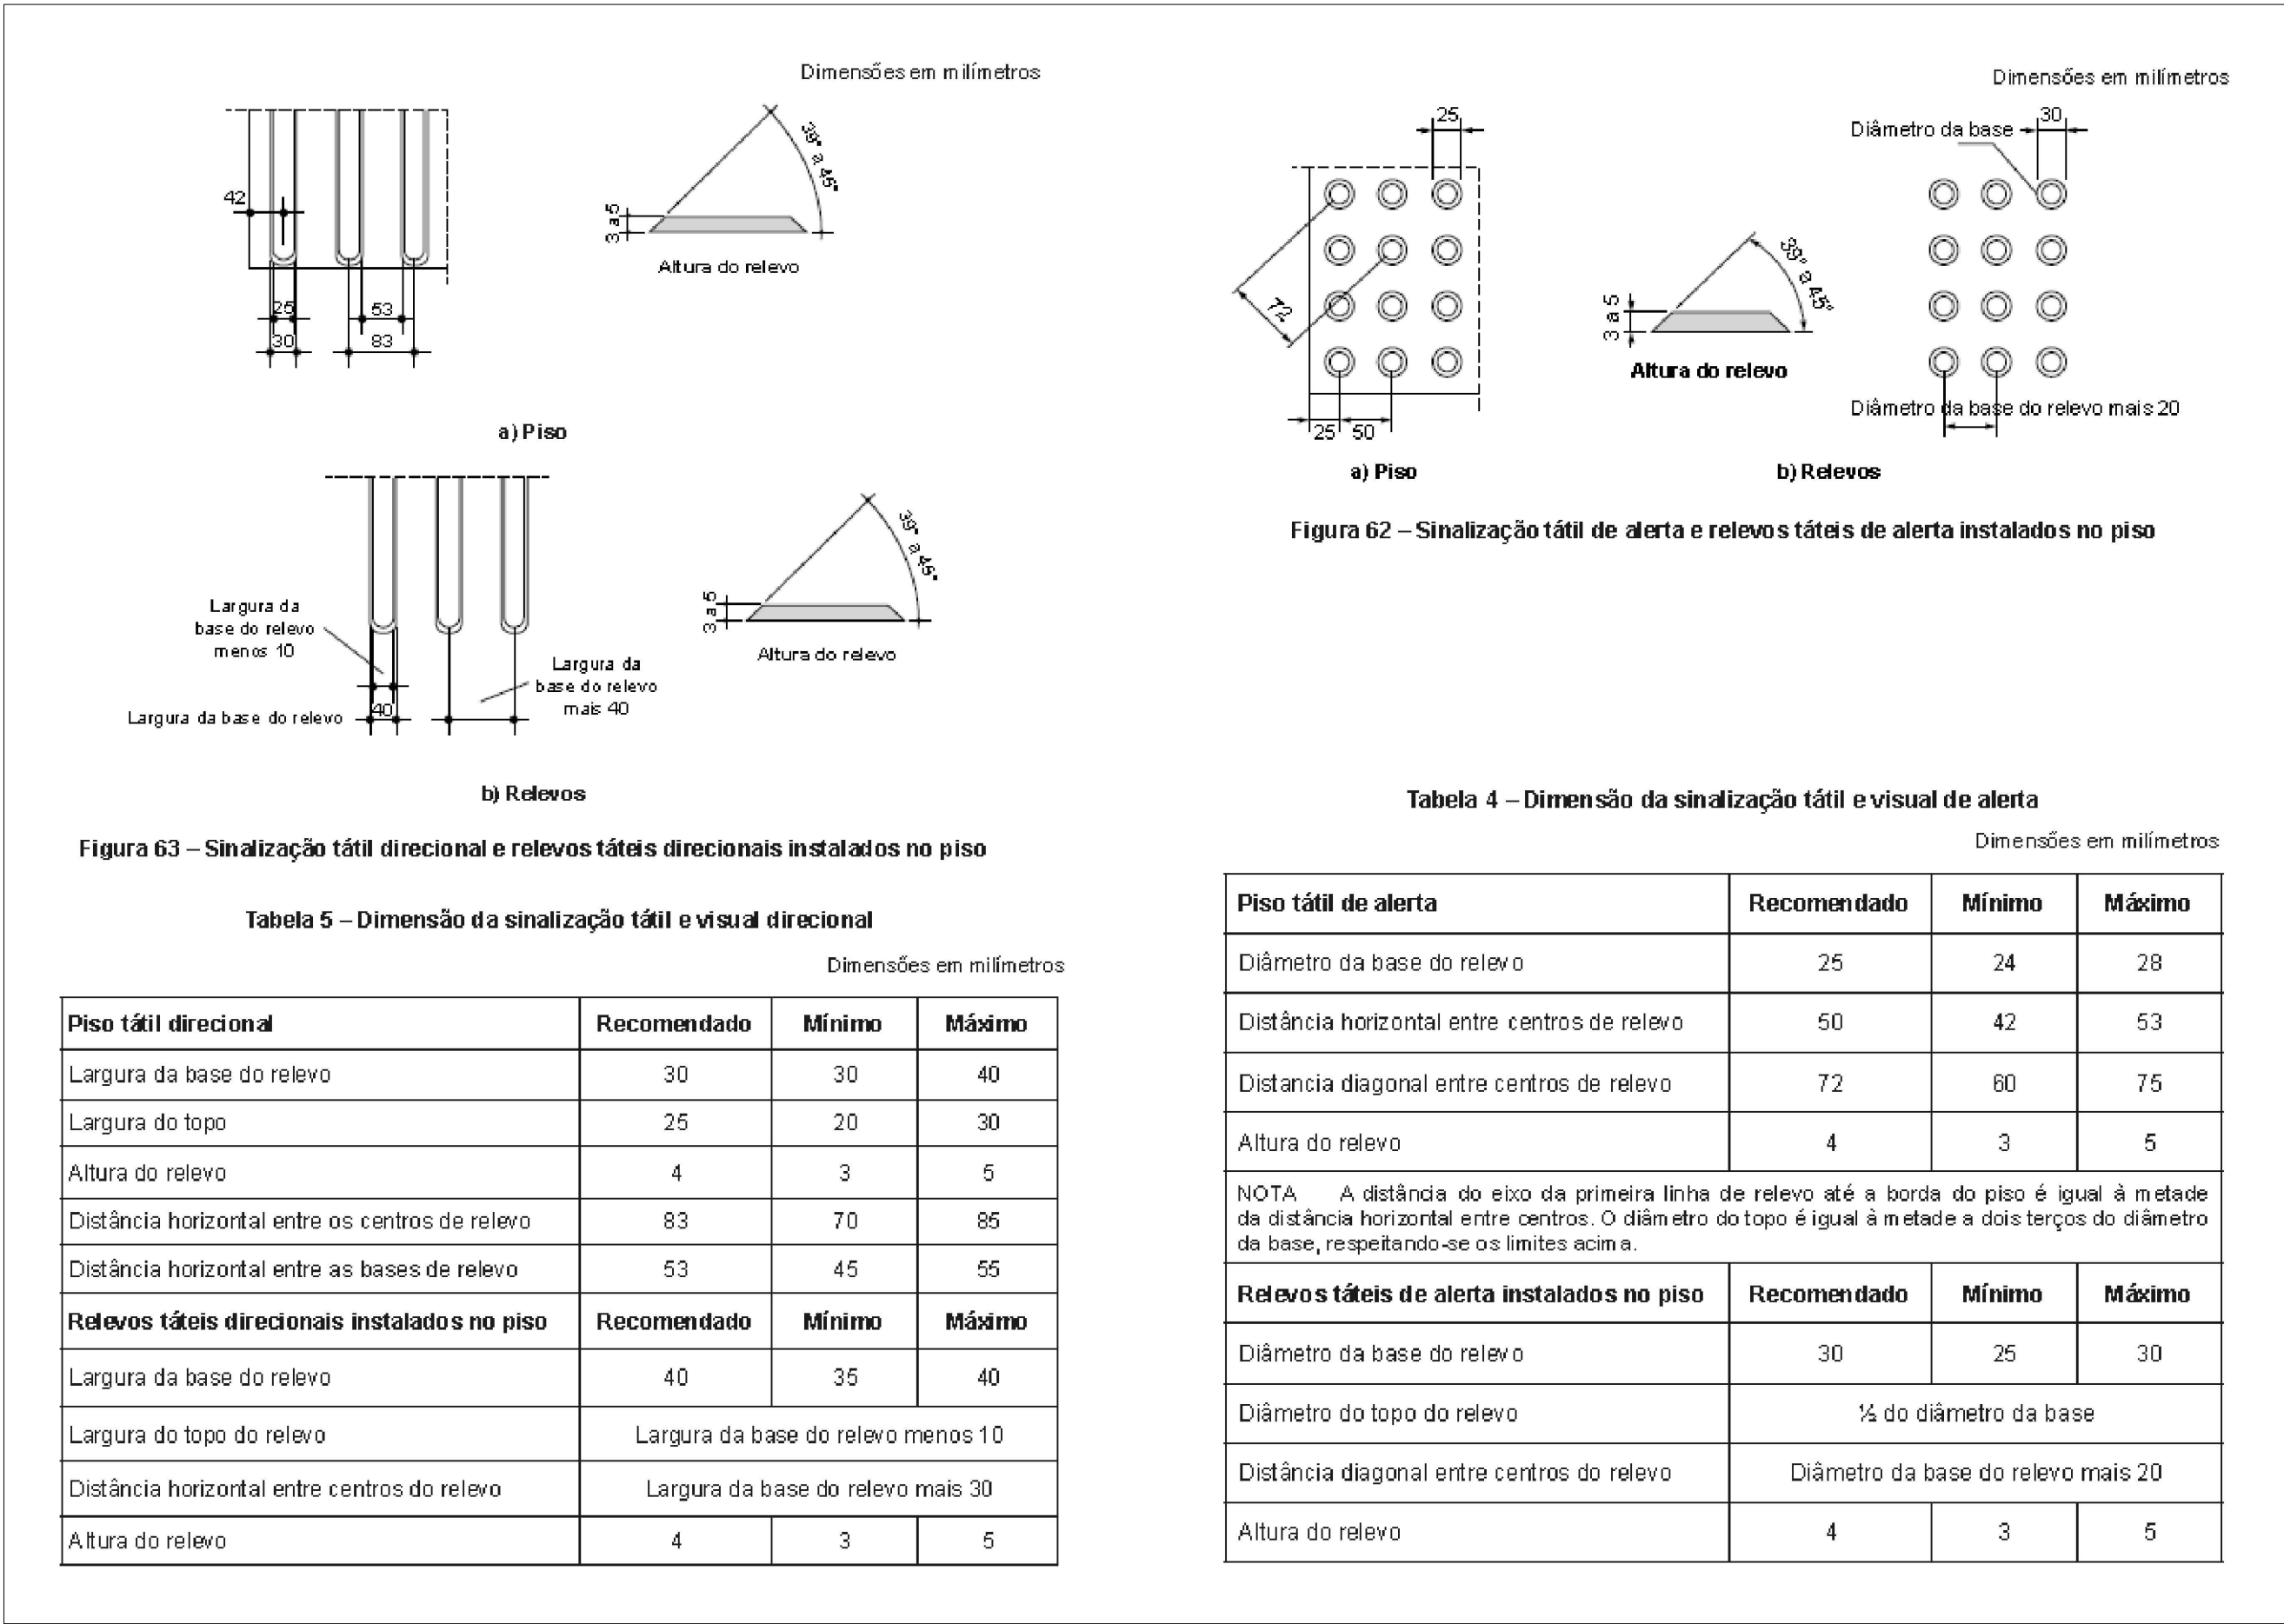 Dimensões em milímetros
39° a 45°
42
3 a 5
Altura do relevo
25
53
30
83
a) Piso
39° a 45°
3 a 5
Altura do relevo
Largura da
base do relevo
menos 10
Largura da
base do relevo
mais 40
40
Largura da base do relevo
b) Relevos
Figura 63 – Sinalização tátil direcional e relevos táteis direcionais instalados no piso
Tabela 5 – Dimensão da sinalização tátil e visual direcional
Dimensões em milímetros
Piso tátil direcional Recomendado Mínimo Máximo
Largura da base do relevo 30 30 40
Largura do topo 25 20 30
Altura do relevo 4 3 5
Distância horizontal entre os centros de relevo 83 70 85
Distância horizontal entre as bases de relevo 53 45 55
Relevos táteis direcionais instalados no piso Recomendado Mínimo Máximo
Largura da base do relevo 40 35 40
Largura do topo do relevo Largura da base do relevo menos 10
Distância horizontal entre centros do relevo Largura da base do relevo mais 30
Altura do relevo 4 3 5
Dimensões em milímetros
25
Diâmetro da base
30
72
39° a 45°
3 a 5
Altura do relevo
Diâmetro da base do relevo mais 20
25 50
a) Piso
b) Relevos
Figura 62 – Sinalização tátil de alerta e relevos táteis de alerta instalados no piso
Tabela 4 – Dimensão da sinalização tátil e visual de alerta
Dimensões em milímetros
Piso tátil de alerta Recomendado Mínimo Máximo
Diâmetro da base do relevo 25 24 28
Distância horizontal entre centros de relevo 50 42 53
Distancia diagonal entre centros de relevo 72 60 75
Altura do relevo 4 3 5
NOTA A distância do eixo da primeira linha de relevo até a borda do piso é igual à metade
da distância horizontal entre centros. O diâmetro do topo é igual à metade a dois terços do diâmetro
da base, respeitando-se os limites acima.
Relevos táteis de alerta instalados no piso Recomendado Mínimo Máximo
Diâmetro da base do relevo 30 25 30
Diâmetro do topo do relevo ½ do diâmetro da base
Distância diagonal entre centros do relevo Diâmetro da base do relevo mais 20
Altura do relevo 4 3 5